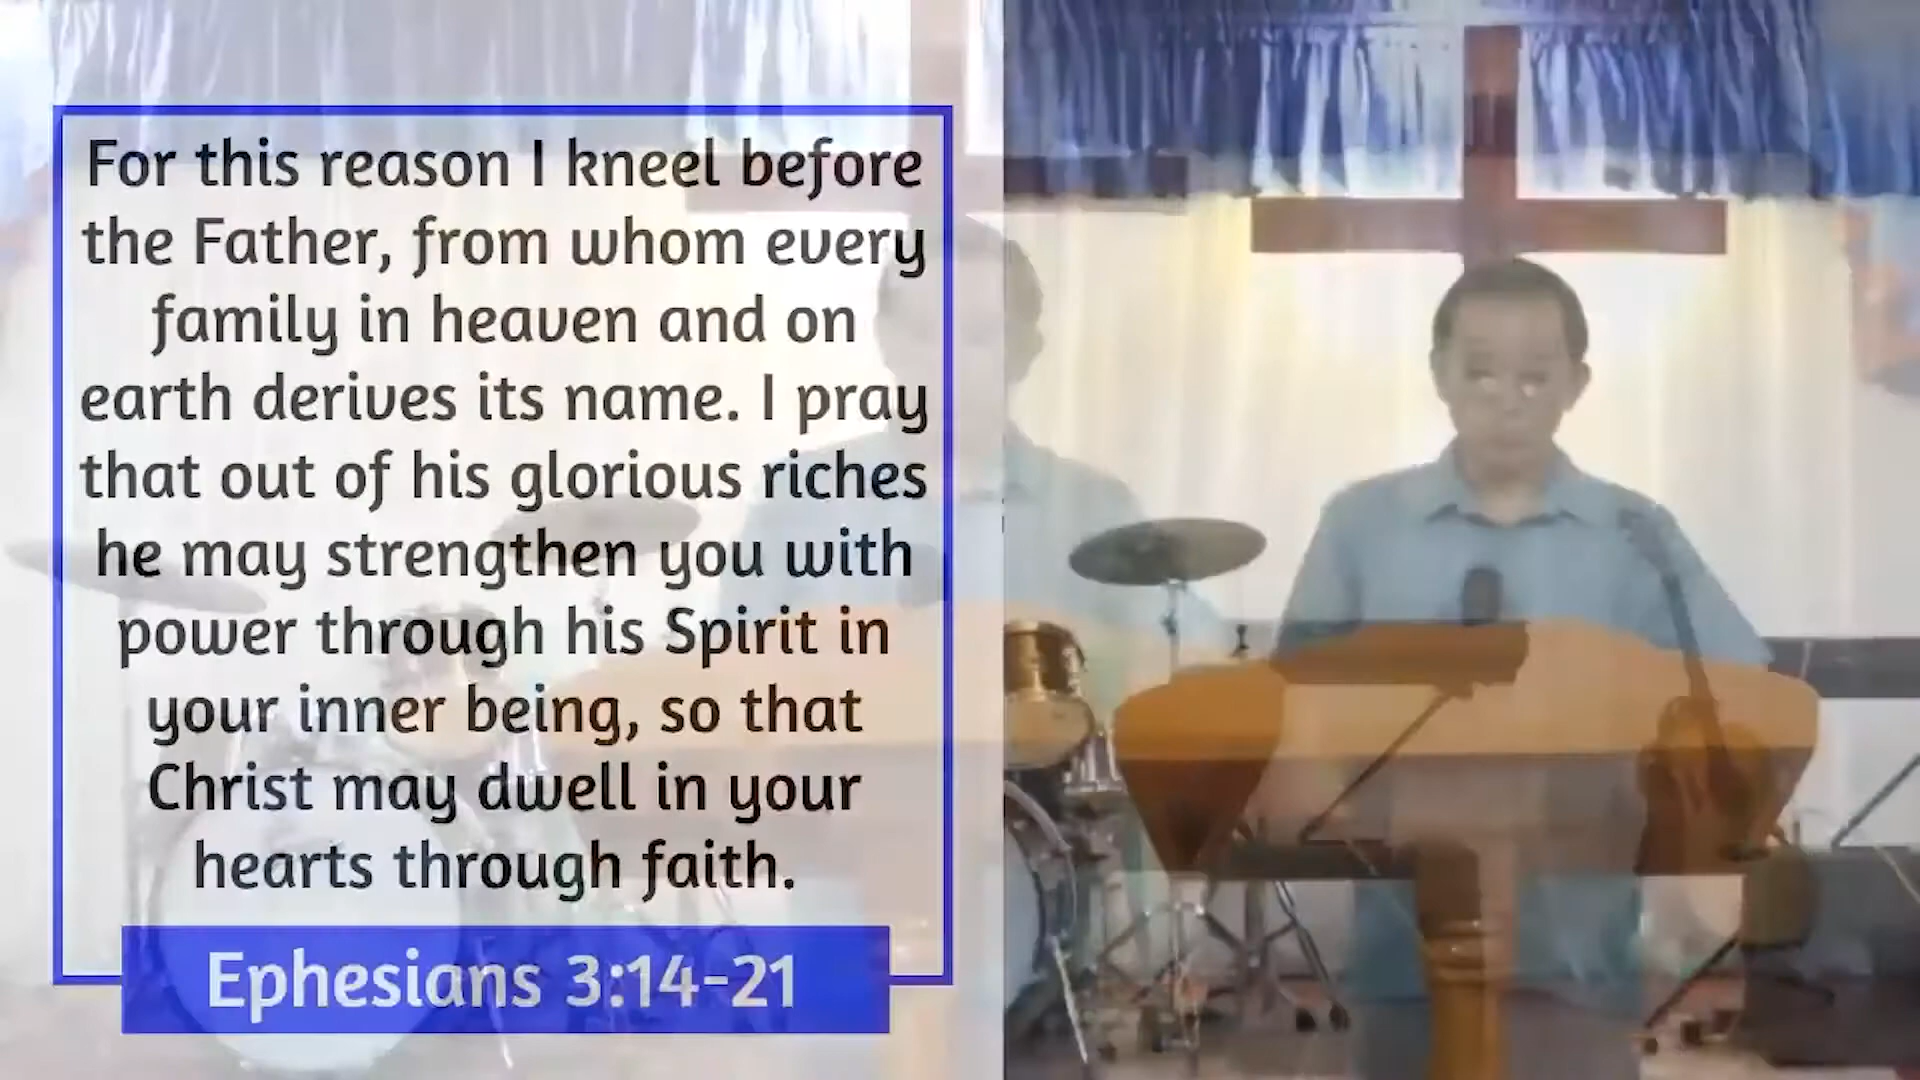 For this reason I kneel before
the Father, from whom every
family in heaven and on
earth derives its name. I pray
that out of his glorious riches
he may strengthen you with
power through his Spirit in
your inner being, so that
Christ may dwell in your
hearts through faith.
Ephesians 3:14-21